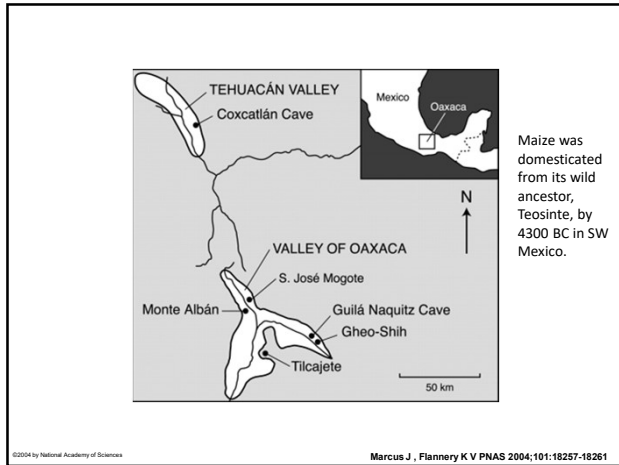 TEHUACÁN VALLEY
Coxcatlán Cave
Mexico
Oaxaca
N
VALLEY OF OAXACA
S. José Mogote
Monte Albán
Guilá Naquitz Cave
Gheo-Shih
Tilcajete
50 km
Maize was
domesticated
from its wild
ancestor,
Teosinte, by
4300 BC in SW
Mexico.
©2004 by National Academy of Sciences
Marcus J , Flannery K V PNAS 2004;101:18257-18261